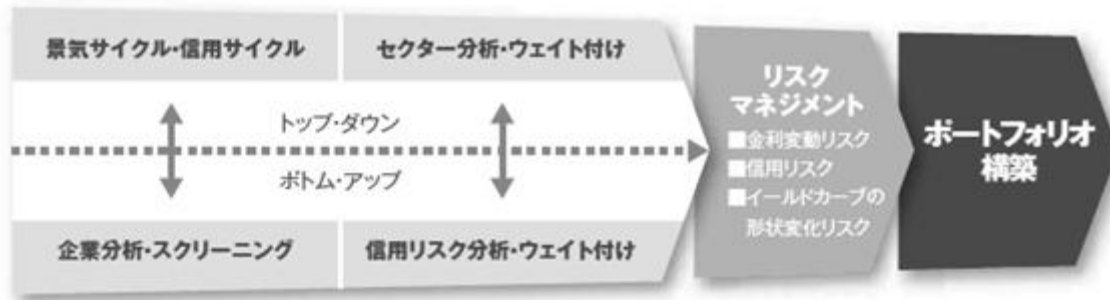 景気サイクル・信用サイクル
セクター分析・ウェイト付け
トップ・ダウン
ボトム・アップ
企業分析・スクリーニング
信用リスク分析・ウェイト付け
リスク
マネジメント
■金利変動リスク
■信用リスク
■イールドカーブの
形状変化リスク
ポートフォリオ
構築